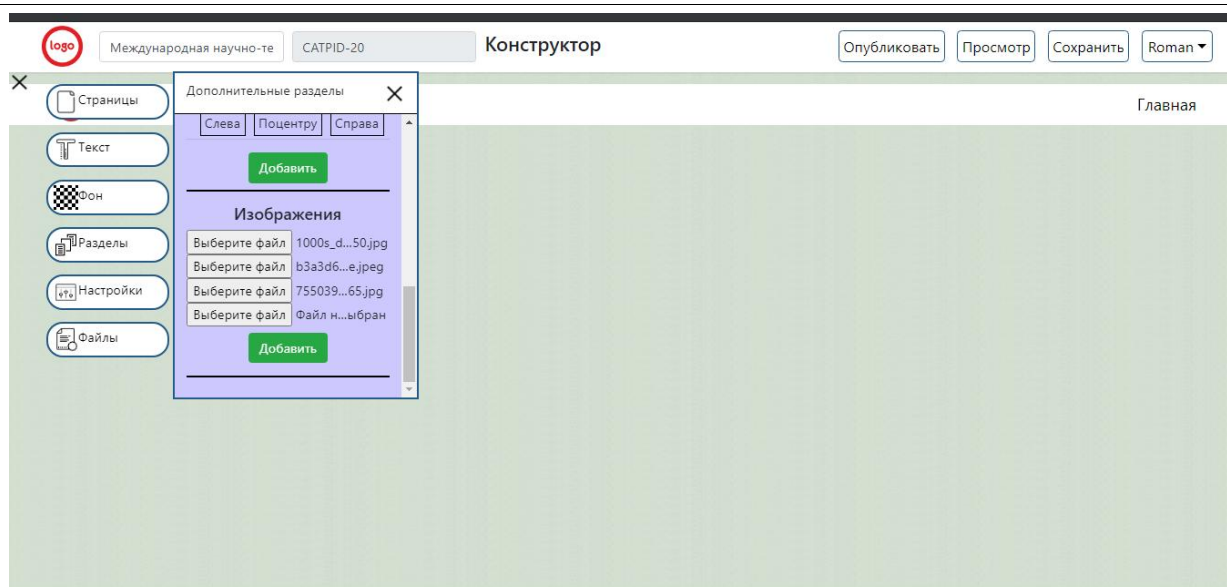 logo Международная научно-те CATPID-20 Конструктор Опубликовать Просмотр Сохранить Roman
Страницы
Текст
Фон
Разделы
Настройки
Файлы
Дополнительные разделы
Слева Поцентру Справа
Добавить
Изображения
Выберите файл 1000s_d...50.jpg
Выберите файл b3a3d6...e.jpeg
Выберите файл 755039...65.jpg
Выберите файл Файл н...ыбран
Добавить
Главная